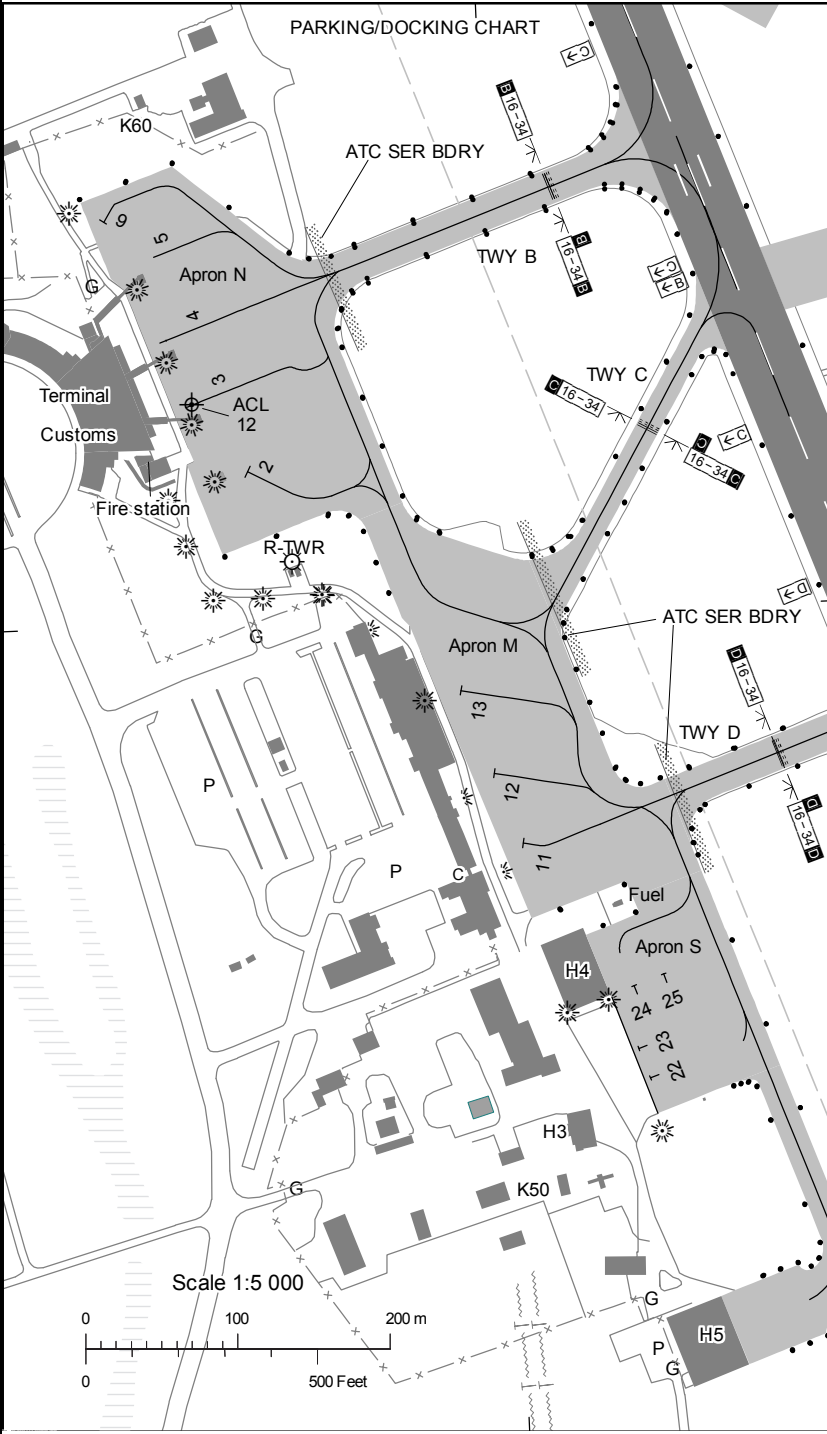 PARKING/DOCKING CHART
C
B 16-34
K60
ATC SER BDRY
B
16-34 B
TWY B
6
5
Apron N
G
4
C
B
3
TWY C
Terminal
Customs
ACL
12
C 16-34
C
16-34 C
C
2
Fire station
R-TWR
D
G
ATC SER BDRY
Apron M
D 16-34
13
TWY D
P
12
D
16-34 D
11
P
C
Fuel
Apron S
H4
24
25
23
22
H3
K50
G
Scale 1:5 000
0
100
200 m
0
500 Feet
G
H5
P
G